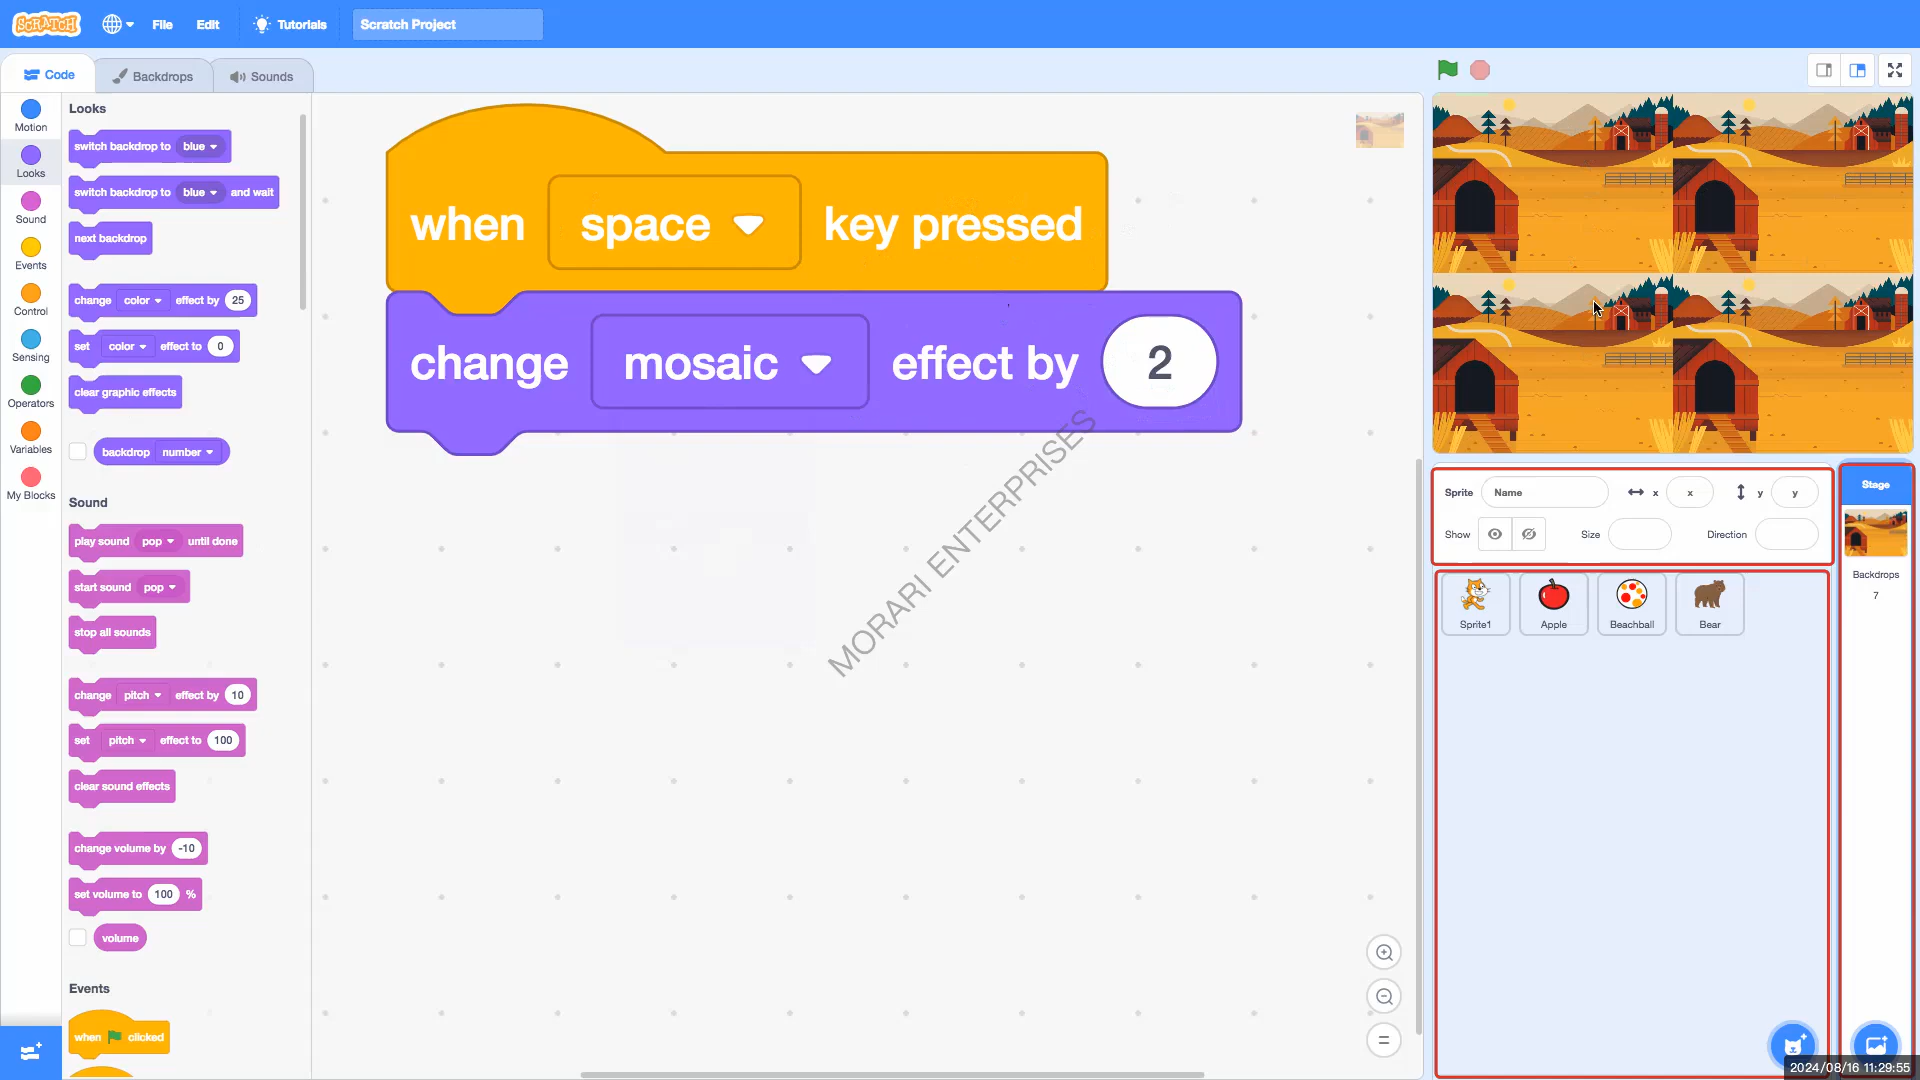 SCRATCH
File
Edit
Tutorials
Scratch Project
Code
Backdrops
Sounds
Motion
Looks
Sound
Events
Control
Sensing
Operators
Variables
My Blocks
Looks
switch backdrop to blue
switch backdrop to blue and wait
next backdrop
change color effect by 25
set color effect to 0
clear graphic effects
backdrop number
Sound
play sound pop until done
start sound pop
stop all sounds
change pitch effect by 10
set pitch effect to 100
clear sound effects
change volume by -10
set volume to 100 %
volume
Events
when clicked
when space key pressed
change mosaic effect by 2
MORARI ENTERPRISES
Sprite Name x x y y
Show Size Direction
Sprite1
Apple
Beachball
Bear
Stage
Backdrops
7
2024/08/16 11:29:55